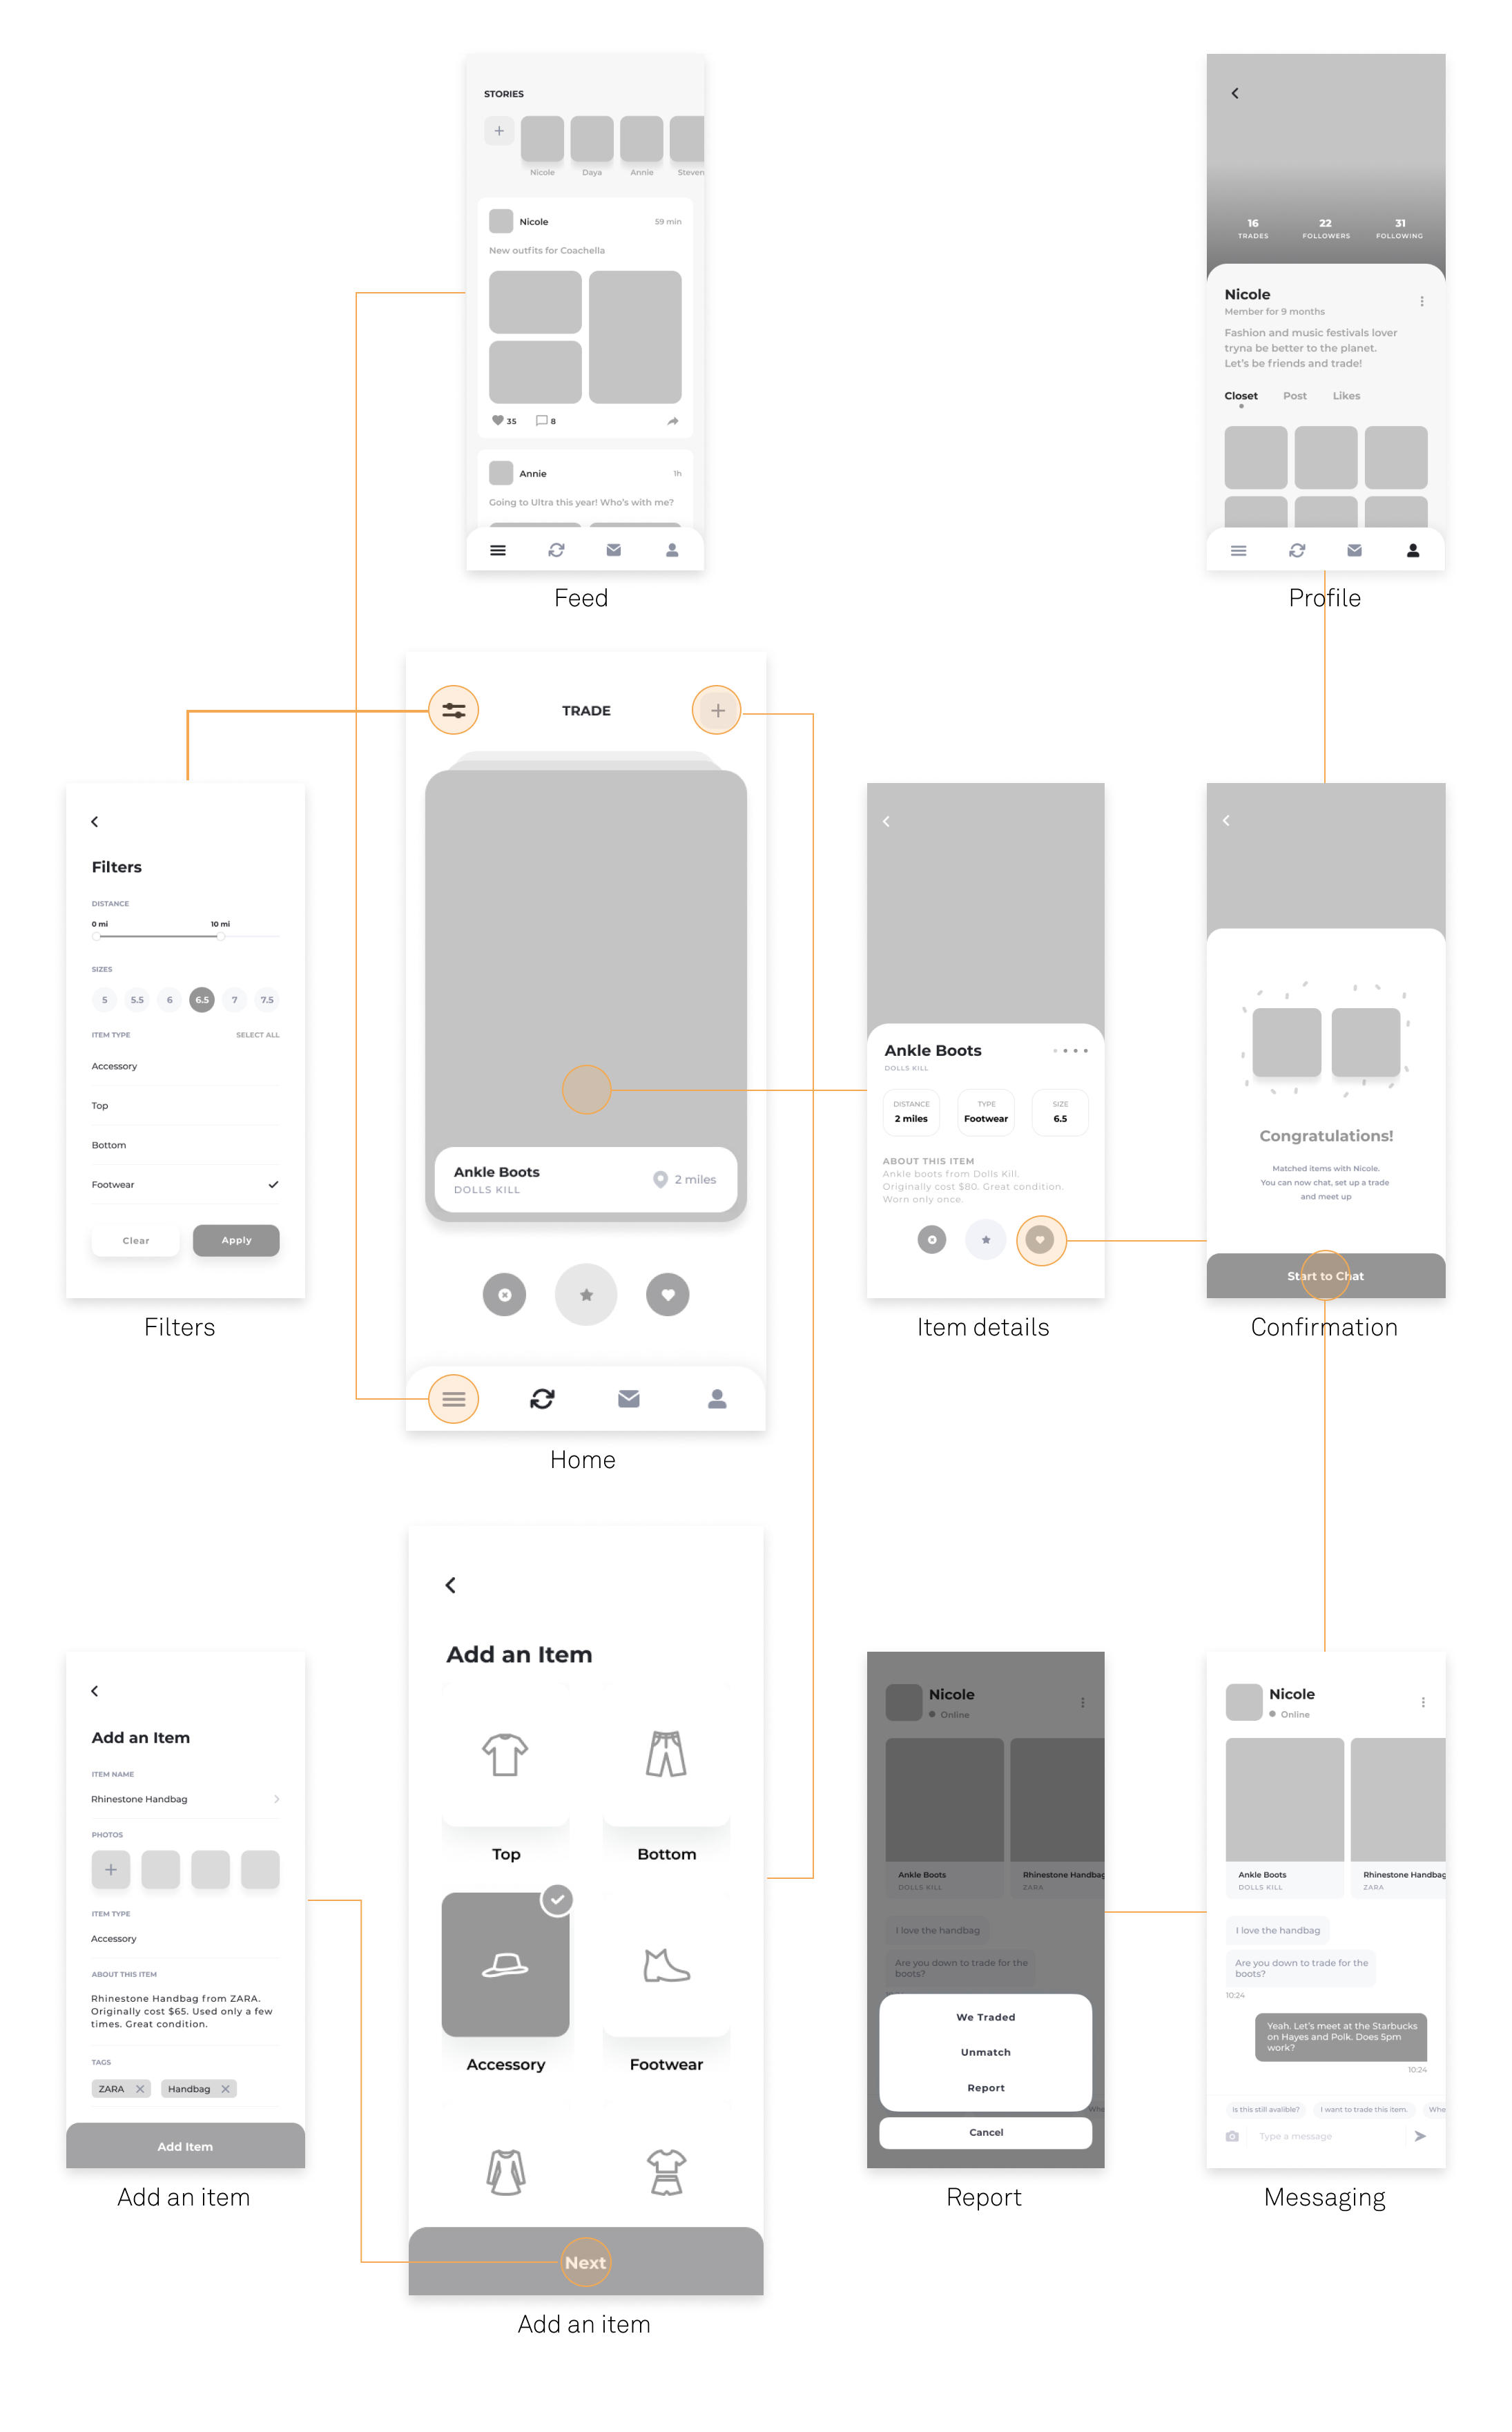 STORIES
Nicole
Daya
Annie
Steven
Nicole
59 min
New outfits for Coachella
35
8
Annie
1h
Going to Ultra this year! Who's with me?
Feed
16
22
31
TRADES
FOLLOWERS
FOLLOWING
Nicole
Member for 9 months
Fashion and music festivals lover
tryna be better to the planet.
Let's be friends and trade!
Closet
Post
Likes
Profile
Filters
DISTANCE
0 mi
10 mi
SIZES
5
5.5
6
6.5
7
7.5
ITEM TYPE
SELECT ALL
Accessory
Top
Bottom
Footwear
Clear
Apply
Filters
TRADE
Ankle Boots
DOLLS KILL
2 miles
Home
Ankle Boots
DOLLS KILL
DISTANCE
2 miles
TYPE
Footwear
SIZE
6.5
ABOUT THIS ITEM
Ankle boots from Dolls Kill.
Originally cost $80. Great condition.
Worn only once.
Item details
Congratulations!
Matched items with Nicole.
You can now chat, set up a trade
and meet up
Start to Chat
Confirmation
Add an Item
ITEM NAME
Rhinestone Handbag
PHOTOS
ITEM TYPE
Accessory
ABOUT THIS ITEM
Rhinestone Handbag from ZARA.
Originally cost $65. Used only a few
times. Great condition.
TAGS
ZARA
Handbag
Add Item
Add an item
Add an Item
Top
Bottom
Accessory
Footwear
Next
Add an item
Nicole
Online
Ankle Boots
DOLLS KILL
Rhinestone Handbag
ZARA
I love the handbag
Are you down to trade for the
boots?
We Traded
Unmatch
Report
Whe
Cancel
Report
Nicole
Online
Ankle Boots
DOLLS KILL
Rhinestone Handbag
ZARA
I love the handbag
Are you down to trade for the
boots?
10:24
Yeah. Let's meet at the Starbucks
on Hayes and Polk. Does 5pm
work?
10:24
Is this still avalible?
I want to trade this item.
Whe
Type a message
Messaging